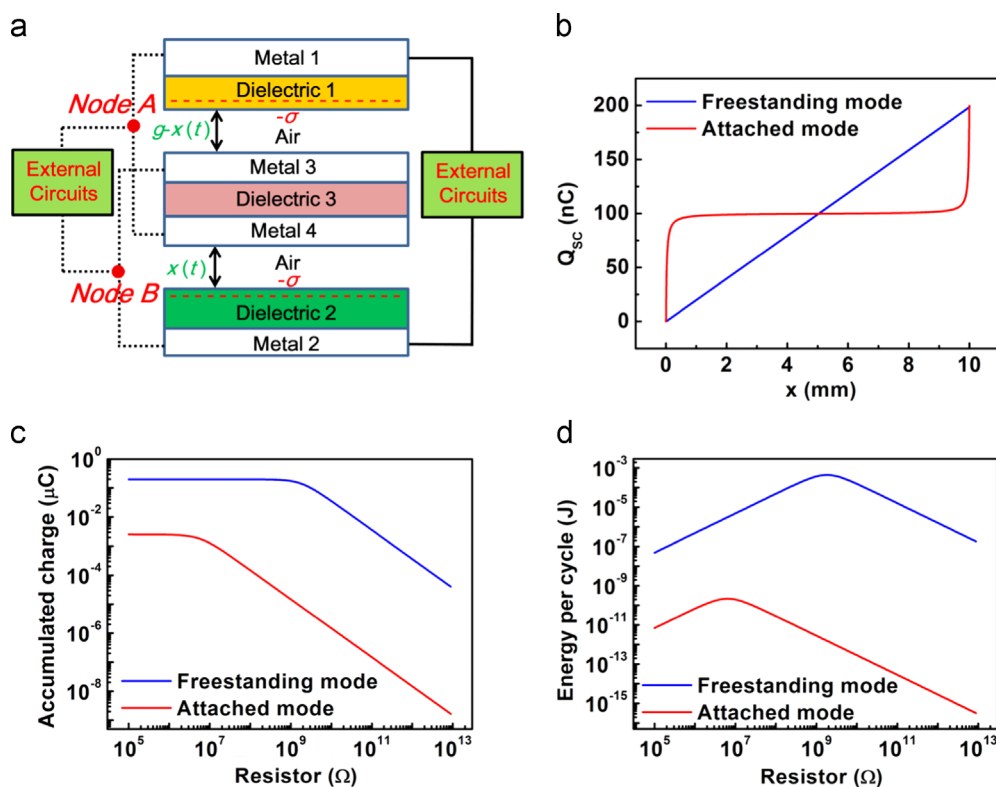 a
Metal 1
Dielectric 1
Node A
-σ
g-x(t)
Air
External
Circuits
Metal 3
Dielectric 3
Metal 4
External
Circuits
x(t)
Air
-σ
Node B
Dielectric 2
Metal 2
b
Freestanding mode
Attached mode
200
150
100
50
0
Qsc (nC)
0 2 4 6 8 10
x (mm)
c
10^0
10^-2
10^-4
10^-6
10^-8
Accumulated charge (μC)
Freestanding mode
Attached mode
10^5 10^7 10^9 10^11 10^13
Resistor (Ω)
d
10^-3
10^-5
10^-7
10^-9
10^-11
10^-13
10^-15
Energy per cycle (J)
Freestanding mode
Attached mode
10^5 10^7 10^9 10^11 10^13
Resistor (Ω)